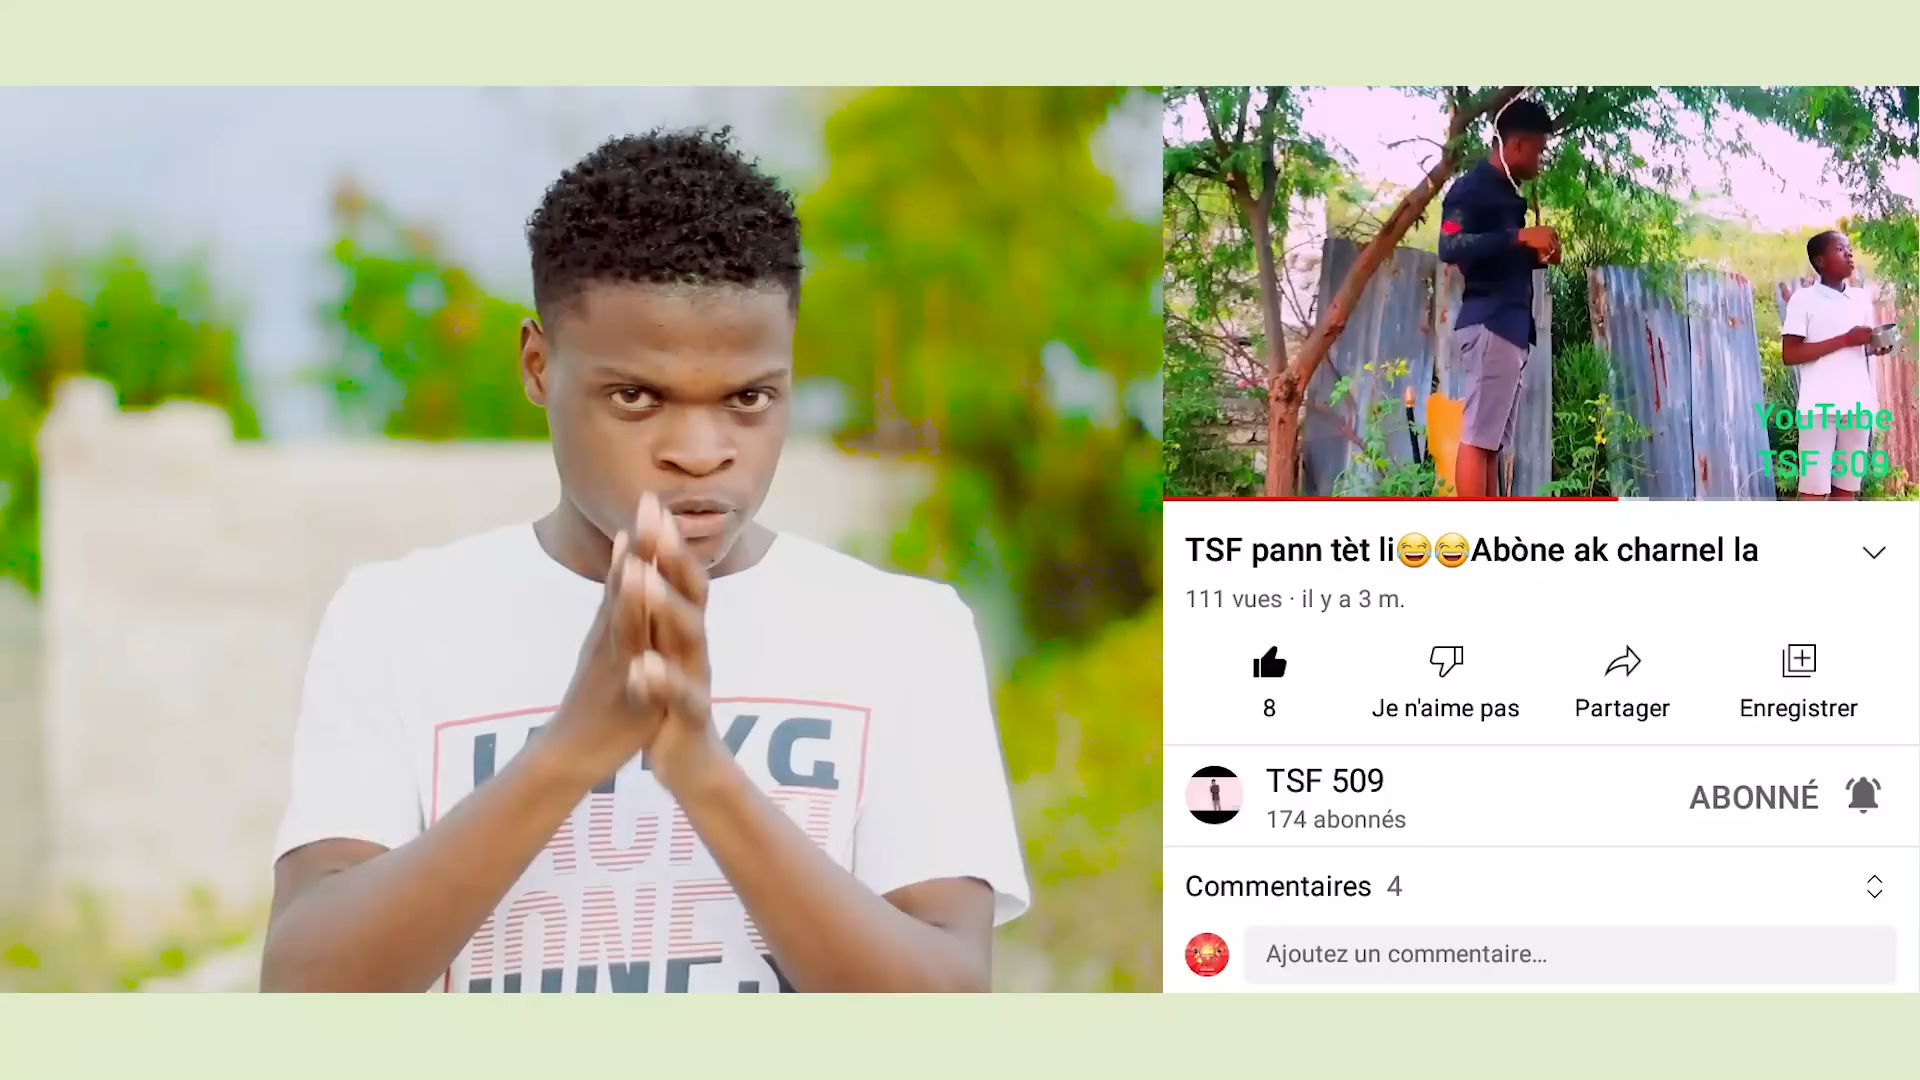 YouTube
TSF 509
TSF pann tèt li😂😂Abòne ak charnel la
111 vues · il y a 3 m.
8
Je n'aime pas
Partager
Enregistrer
TSF 509
174 abonnés
ABONNÉ
Commentaires 4
Ajoutez un commentaire...